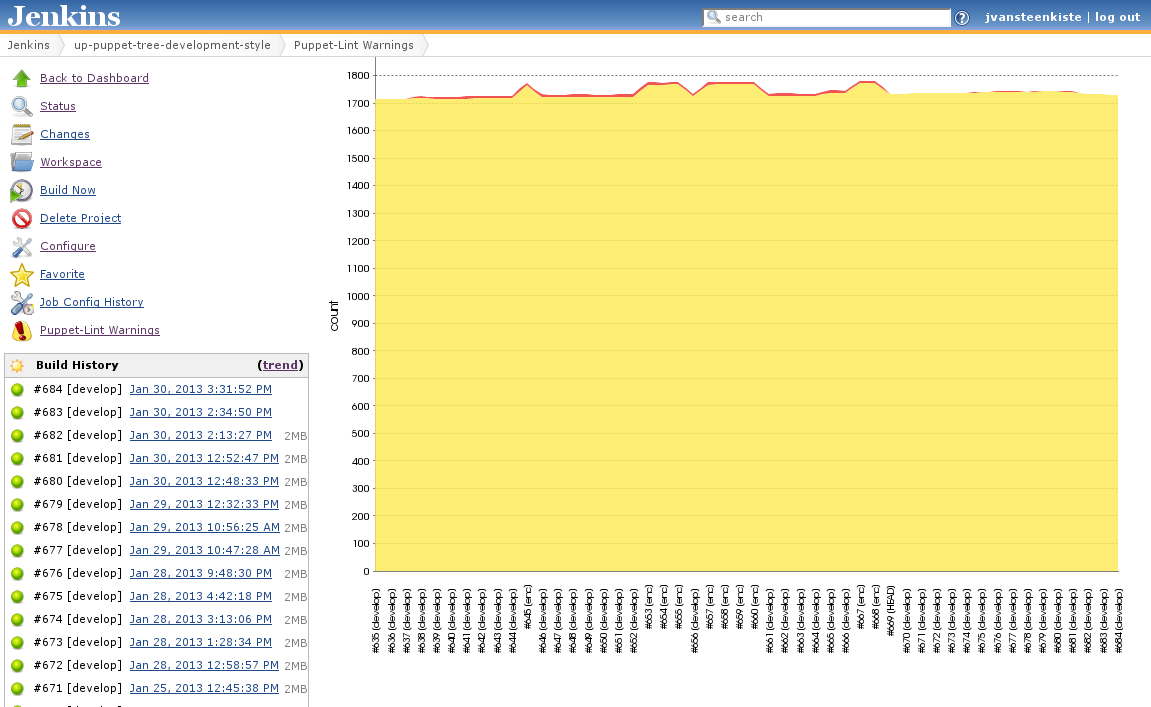 Jenkins
search
jvansteenkiste | log out
Jenkins up-puppet-tree-development-style Puppet-Lint Warnings
Back to Dashboard
Status
Changes
Workspace
Build Now
Delete Project
Configure
Favorite
Job Config History
Puppet-Lint Warnings
Build History (trend)
#684 [develop] Jan 30, 2013 3:31:52 PM
#683 [develop] Jan 30, 2013 2:34:50 PM
#682 [develop] Jan 30, 2013 2:13:27 PM 2MB
#681 [develop] Jan 30, 2013 12:52:47 PM 2MB
#680 [develop] Jan 30, 2013 12:48:33 PM 2MB
#679 [develop] Jan 29, 2013 12:32:33 PM 2MB
#678 [develop] Jan 29, 2013 10:56:25 AM 2MB
#677 [develop] Jan 29, 2013 10:47:28 AM 2MB
#676 [develop] Jan 28, 2013 9:48:30 PM 2MB
#675 [develop] Jan 28, 2013 4:42:18 PM 2MB
#674 [develop] Jan 28, 2013 3:13:06 PM 2MB
#673 [develop] Jan 28, 2013 1:28:34 PM 2MB
#672 [develop] Jan 28, 2013 12:58:57 PM 2MB
#671 [develop] Jan 25, 2013 12:45:38 PM 2MB
count
1800
1700
1600
1500
1400
1300
1200
1100
1000
900
800
700
600
500
400
300
200
100
0
#635 (develop)
#636 (develop)
#637 (develop)
#638 (develop)
#639 (develop)
#640 (develop)
#641 (develop)
#642 (develop)
#643 (develop)
#644 (develop)
#645 (enc)
#646 (develop)
#647 (develop)
#648 (develop)
#649 (develop)
#650 (develop)
#651 (develop)
#652 (develop)
#653 (enc)
#654 (enc)
#655 (enc)
#656 (develop)
#657 (enc)
#658 (enc)
#659 (enc)
#660 (enc)
#661 (develop)
#662 (develop)
#663 (develop)
#664 (develop)
#665 (develop)
#666 (develop)
#667 (enc)
#668 (enc)
#669 (HEAD)
#670 (develop)
#671 (develop)
#672 (develop)
#673 (develop)
#674 (develop)
#675 (develop)
#676 (develop)
#677 (develop)
#678 (develop)
#679 (develop)
#680 (develop)
#681 (develop)
#682 (develop)
#683 (develop)
#684 (develop)